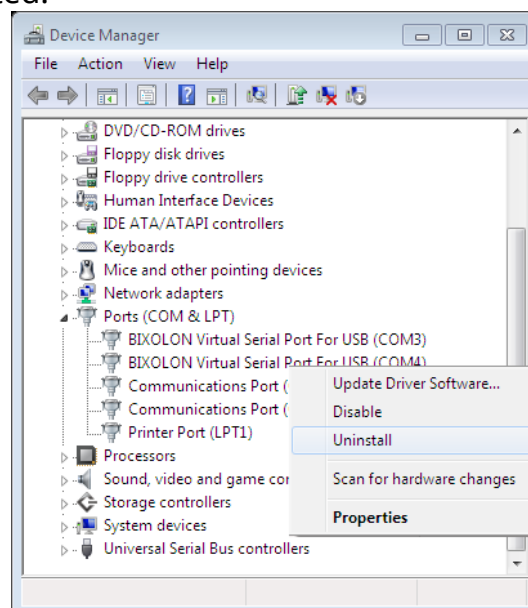 Device Manager
File Action View Help
DVD/CD-ROM drives
Floppy disk drives
Floppy drive controllers
Human Interface Devices
IDE ATA/ATAPI controllers
Keyboards
Mice and other pointing devices
Network adapters
Ports (COM & LPT)
BIXOLON Virtual Serial Port For USB (COM3)
BIXOLON Virtual Serial Port For USB (COM4)
Communications Port (
Communications Port (
Printer Port (LPT1)
Processors
Sound, video and game con
Storage controllers
System devices
Universal Serial Bus controllers
Update Driver Software...
Disable
Uninstall
Scan for hardware changes
Properties